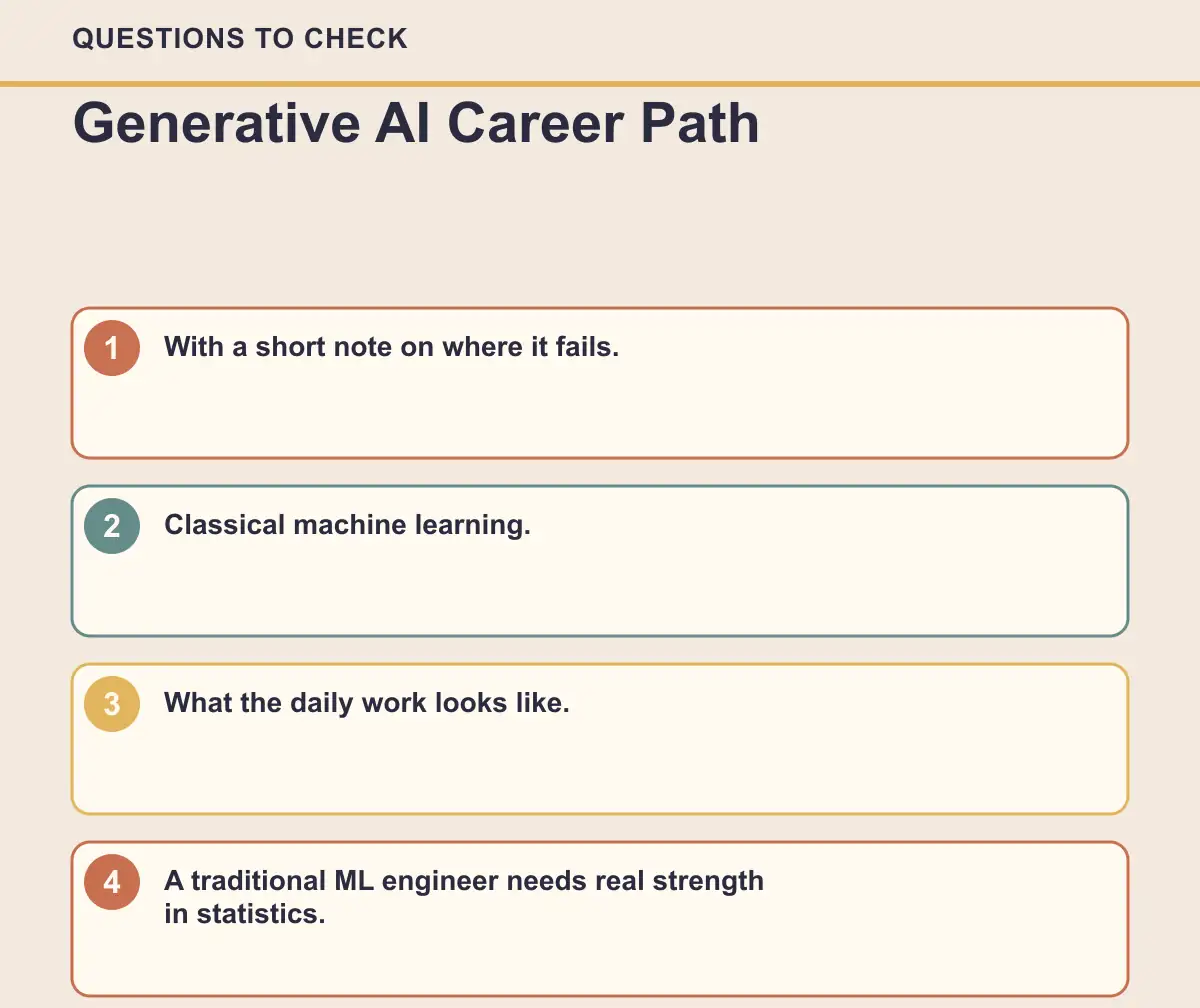 QUESTIONS TO CHECK
Generative AI Career Path
1
With a short note on where it fails.
2
Classical machine learning.
3
What the daily work looks like.
4
A traditional ML engineer needs real strength
in statistics.